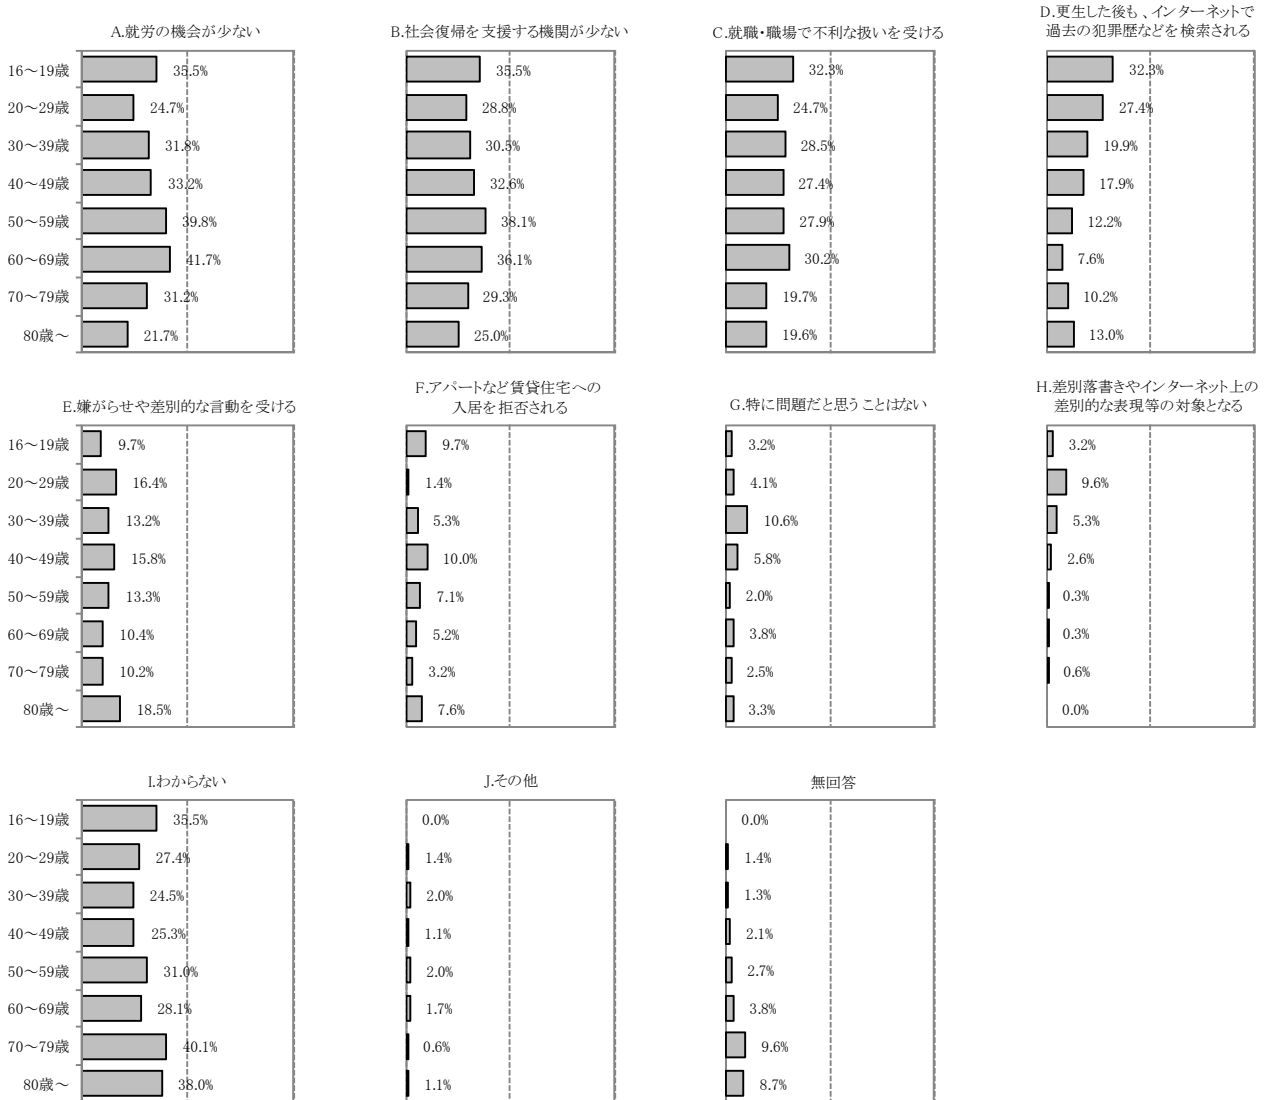 A.就労の機会が少ない
16～19歳 35.5%
20～29歳 24.7%
30～39歳 31.8%
40～49歳 33.2%
50～59歳 39.8%
60～69歳 41.7%
70～79歳 31.2%
80歳～ 21.7%
B.社会復帰を支援する機関が少ない
35.5%
28.8%
30.5%
32.6%
38.1%
36.1%
29.3%
25.0%
C.就職・職場で不利な扱いを受ける
32.3%
24.7%
28.5%
27.4%
27.9%
30.2%
19.7%
19.6%
D.更生した後も、インターネットで
過去の犯罪歴などを検索される
32.3%
27.4%
19.9%
17.9%
12.2%
7.6%
10.2%
13.0%
E.嫌がらせや差別的な言動を受ける
16～19歳 9.7%
20～29歳 16.4%
30～39歳 13.2%
40～49歳 15.8%
50～59歳 13.3%
60～69歳 10.4%
70～79歳 10.2%
80歳～ 18.5%
F.アパートなど賃貸住宅への
入居を拒否される
9.7%
1.4%
5.3%
10.0%
7.1%
5.2%
3.2%
7.6%
G.特に問題だと思うことはない
3.2%
4.1%
10.6%
5.8%
2.0%
3.8%
2.5%
3.3%
H.差別落書きやインターネット上の
差別的な表現等の対象となる
3.2%
9.6%
5.3%
2.6%
0.3%
0.3%
0.6%
0.0%
I.わからない
16～19歳 35.5%
20～29歳 27.4%
30～39歳 24.5%
40～49歳 25.3%
50～59歳 31.0%
60～69歳 28.1%
70～79歳 40.1%
80歳～ 38.0%
J.その他
0.0%
1.4%
2.0%
1.1%
2.0%
1.7%
0.6%
1.1%
無回答
0.0%
1.4%
1.3%
2.1%
2.7%
3.8%
9.6%
8.7%